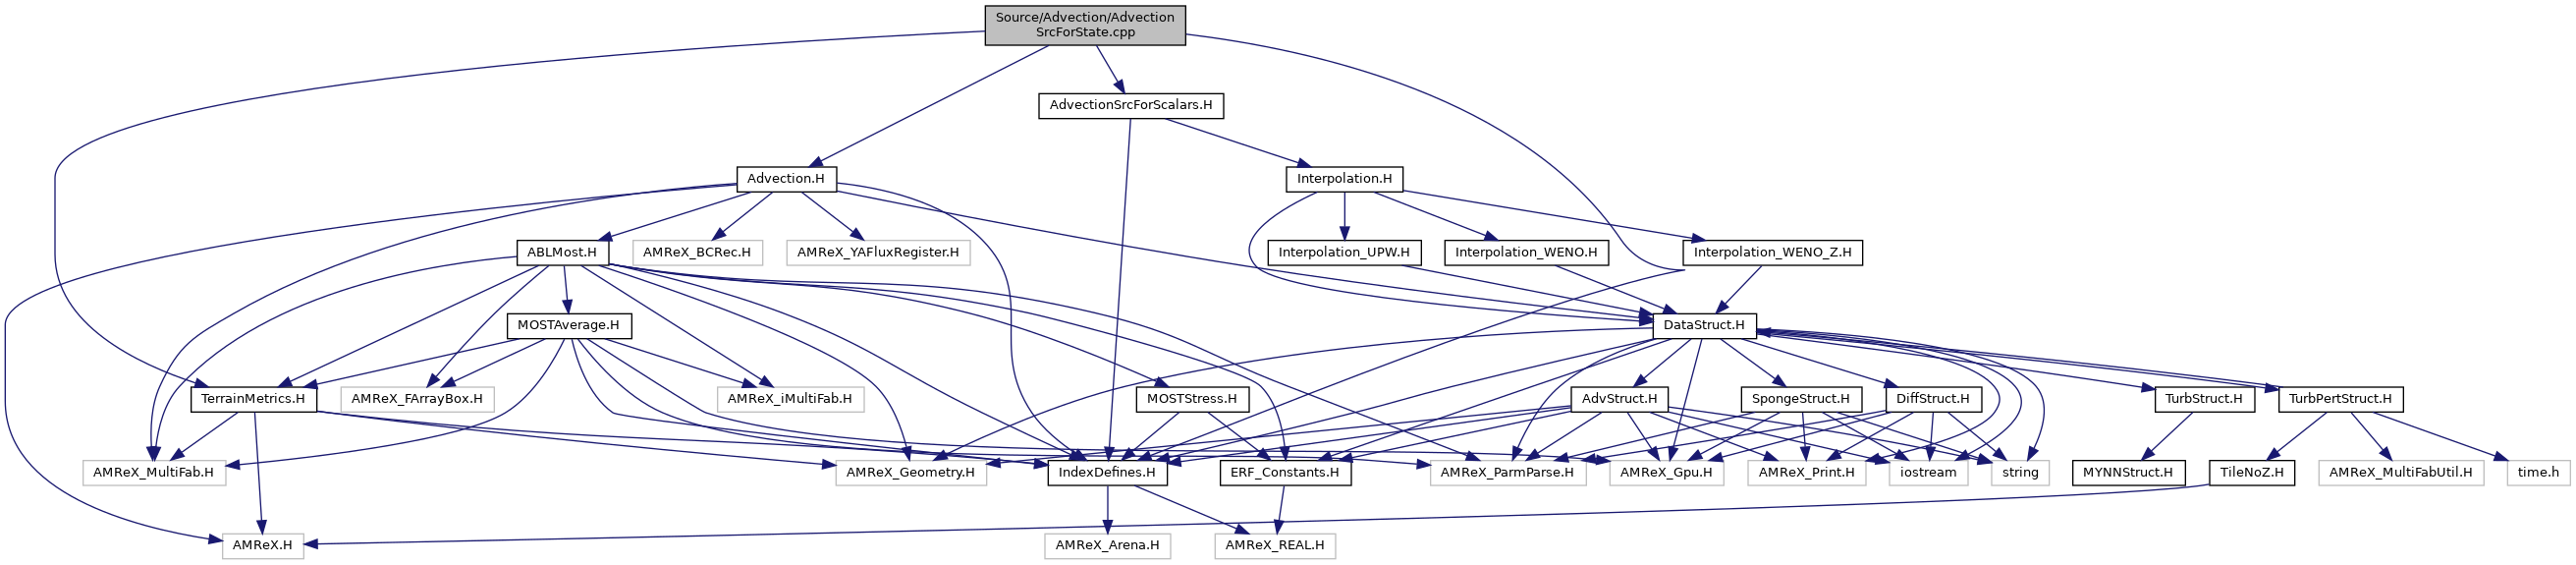 Source/Advection/Advection
SrcForState.cpp
AdvectionSrcForScalars.H
Advection.H
Interpolation.H
ABLMost.H
AMReX_BCRec.H
AMReX_YAFluxRegister.H
Interpolation_UPW.H
Interpolation_WENO.H
Interpolation_WENO_Z.H
MOSTAverage.H
DataStruct.H
TerrainMetrics.H
AMReX_FArrayBox.H
AMReX_iMultiFab.H
MOSTStress.H
AdvStruct.H
SpongeStruct.H
DiffStruct.H
TurbStruct.H
TurbPertStruct.H
AMReX_MultiFab.H
AMReX_Geometry.H
IndexDefines.H
ERF_Constants.H
AMReX_ParmParse.H
AMReX_Gpu.H
AMReX_Print.H
iostream
string
MYNNStruct.H
TileNoZ.H
AMReX_MultiFabUtil.H
time.h
AMReX.H
AMReX_Arena.H
AMReX_REAL.H